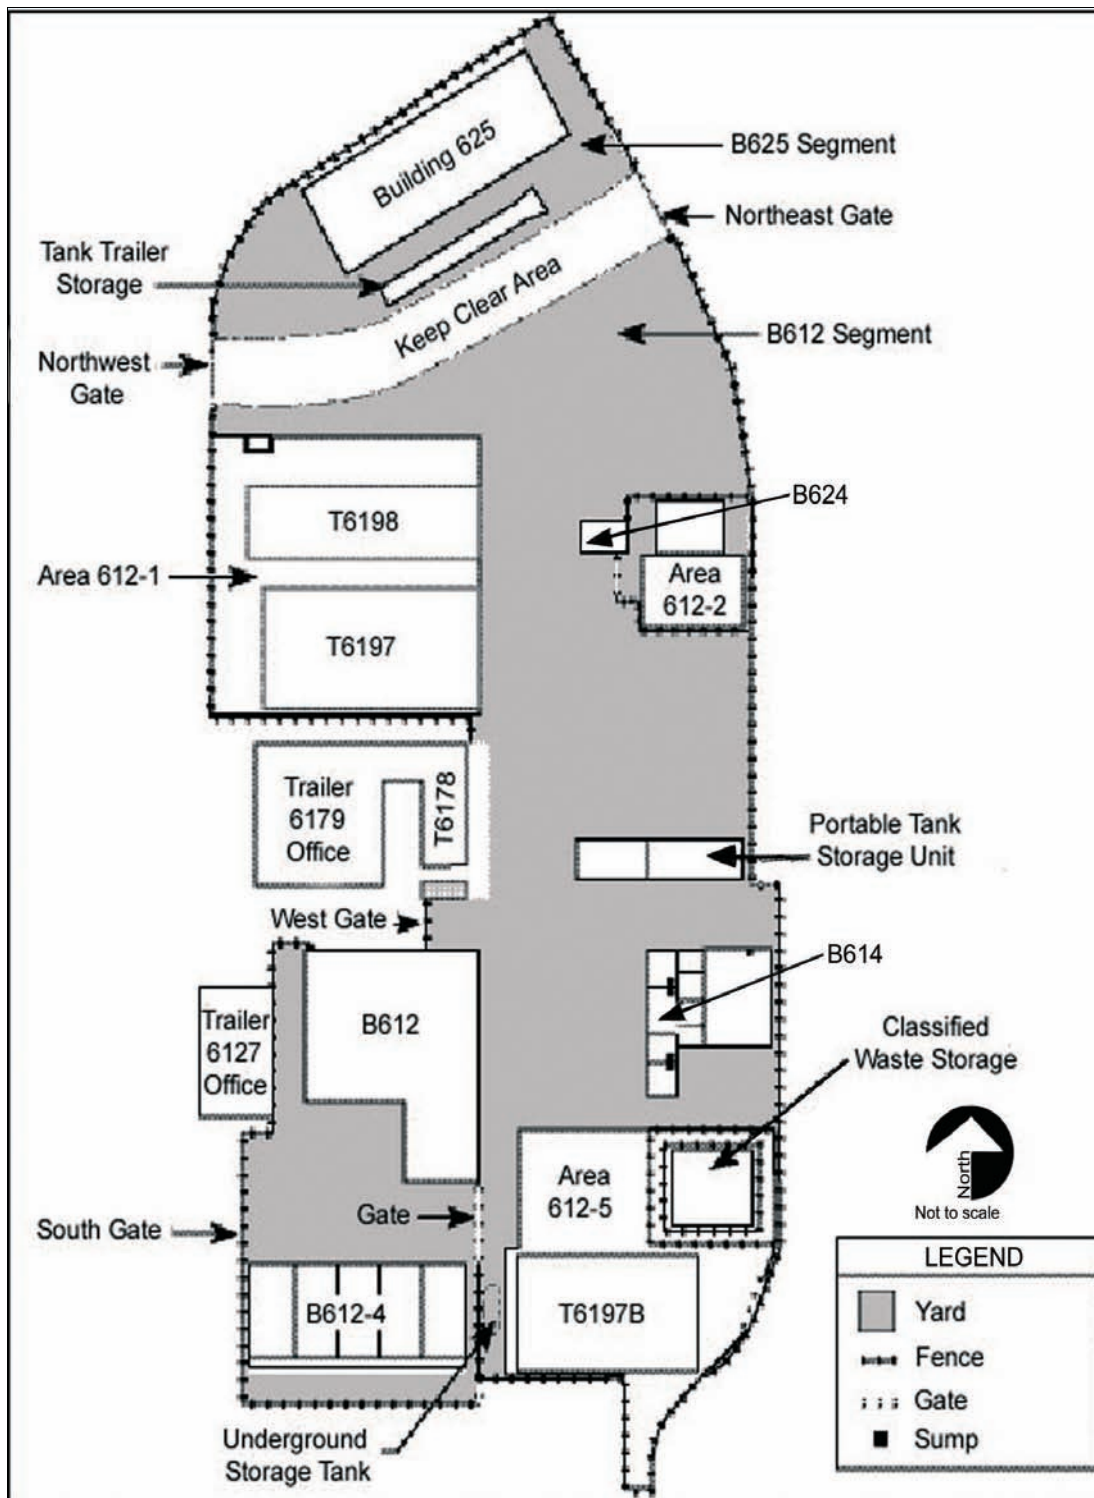 Building 625
B625 Segment
Northeast Gate
Tank Trailer
Storage
Keep Clear Area
B612 Segment
Northwest
Gate
B624
T6198
Area 612-1
Area
612-2
T6197
Trailer
6179
Office
T6178
Portable Tank
Storage Unit
West Gate
B614
B612
Trailer
6127
Office
Classified
Waste Storage
Area
612-5
North
Not to scale
Gate
South Gate
LEGEND
Yard
Fence
Gate
Sump
B612-4
T6197B
Underground
Storage Tank